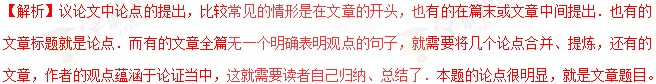 【解析】议论文中论点的提出，比较常见的情形是在文章的开头，也有的在篇末或文章中间提出．也有的
文章标题就是论点．而有的文章全篇无一个明确表明观点的句子，就需要将几个论点合并、提炼，还有的
文章，作者的观点蕴涵于论证当中，这就需要读者自己归纳、总结了．本题的论点很明显，就是文章题目。